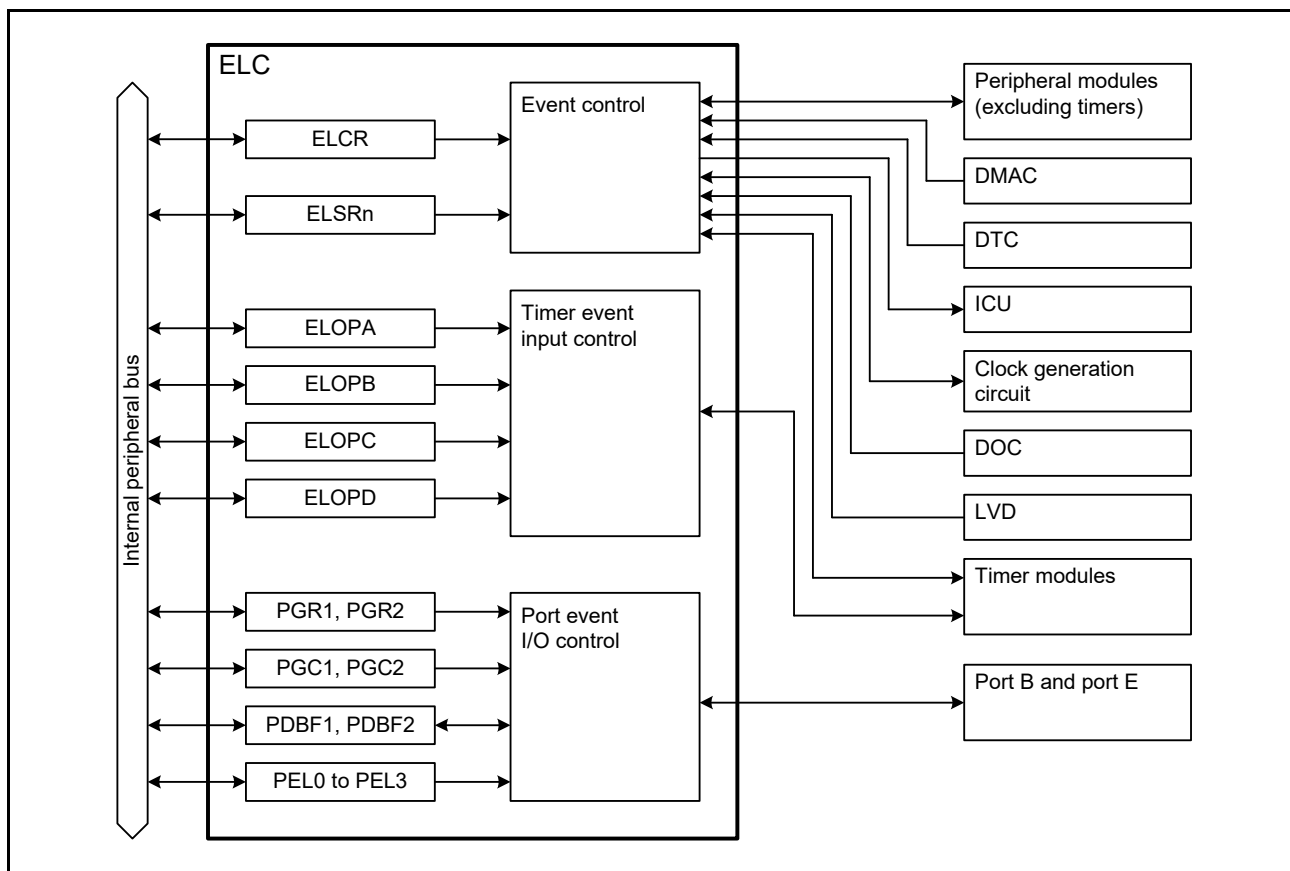 ELC
Internal peripheral bus
ELCR
ELSRn
ELOPA
ELOPB
ELOPC
ELOPD
PGR1, PGR2
PGC1, PGC2
PDBF1, PDBF2
PEL0 to PEL3
Event control
Timer event
input control
Port event
I/O control
Peripheral modules
(excluding timers)
DMAC
DTC
ICU
Clock generation
circuit
DOC
LVD
Timer modules
Port B and port E